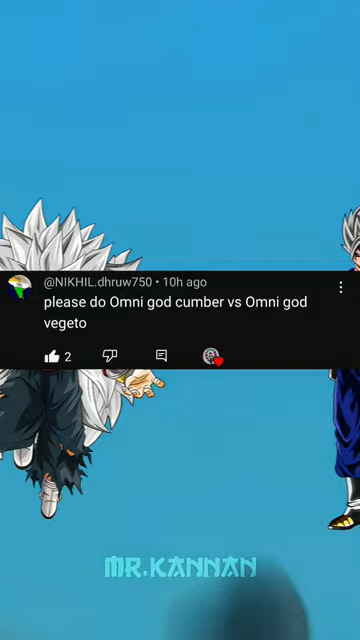 @NIKHIL.dhruw750 • 10h ago
please do Omni god cumber vs Omni god
vegeto
2
MR.KANNAN